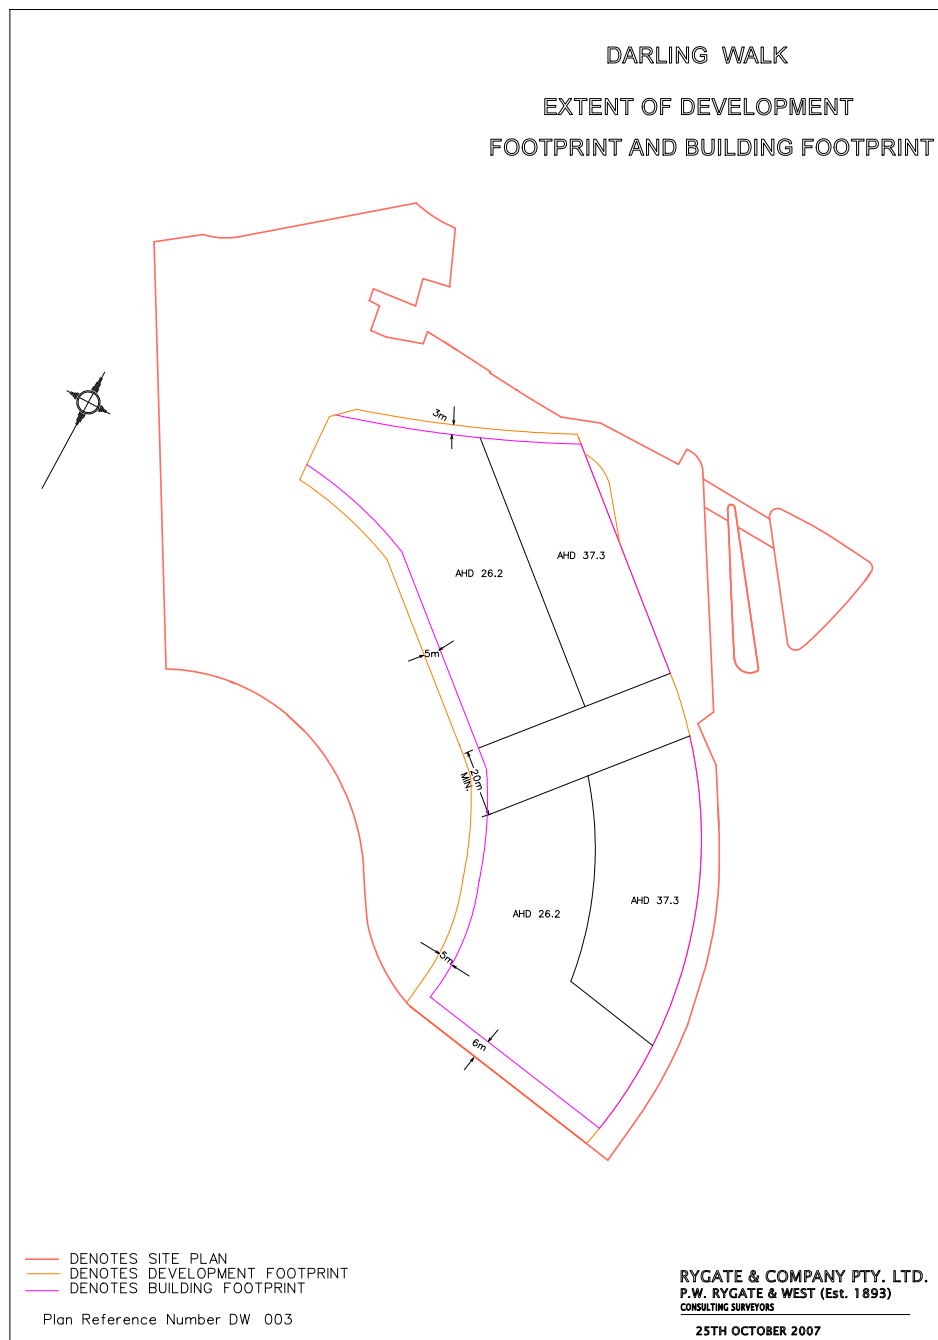 DARLING WALK
EXTENT OF DEVELOPMENT
FOOTPRINT AND BUILDING FOOTPRINT
3m
AHD 37.3
AHD 26.2
5m
20m
MIN.
AHD 37.3
AHD 26.2
5m
6m
DENOTES SITE PLAN
DENOTES DEVELOPMENT FOOTPRINT
DENOTES BUILDING FOOTPRINT
Plan Reference Number DW 003
RYGATE & COMPANY PTY. LTD.
P.W. RYGATE & WEST (Est. 1893)
CONSULTING SURVEYORS
25TH OCTOBER 2007